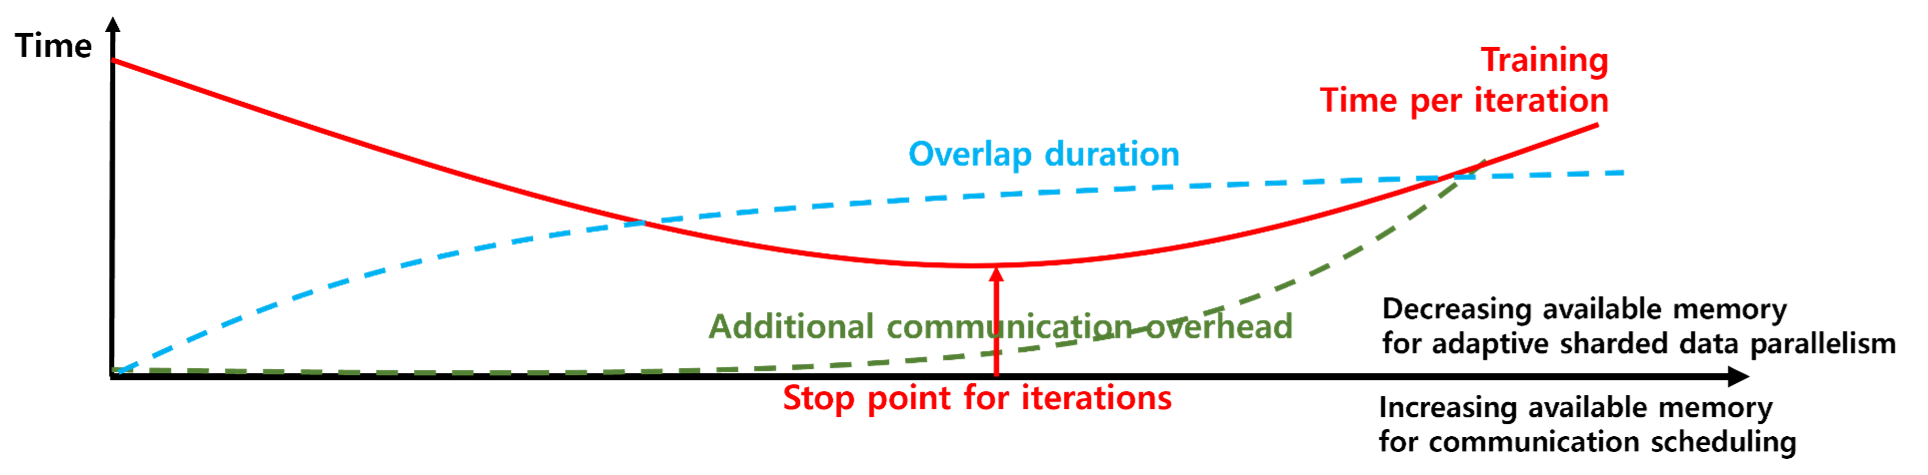 Time
Training
Time per iteration
Overlap duration
Additional communication overhead
Decreasing available memory
for adaptive sharded data parallelism
Stop point for iterations
Increasing available memory
for communication scheduling